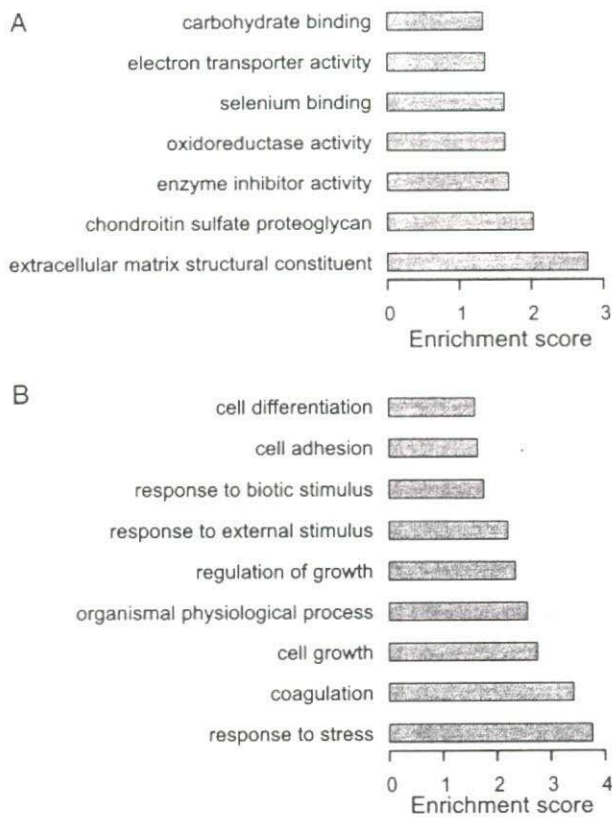 A
carbohydrate binding
electron transporter activity
selenium binding
oxidoreductase activity
enzyme inhibitor activity
chondroitin sulfate proteoglycan
extracellular matrix structural constituent
0 1 2 3
Enrichment score
B
cell differentiation
cell adhesion
response to biotic stimulus
response to external stimulus
regulation of growth
organismal physiological process
cell growth
coagulation
response to stress
0 1 2 3 4
Enrichment score